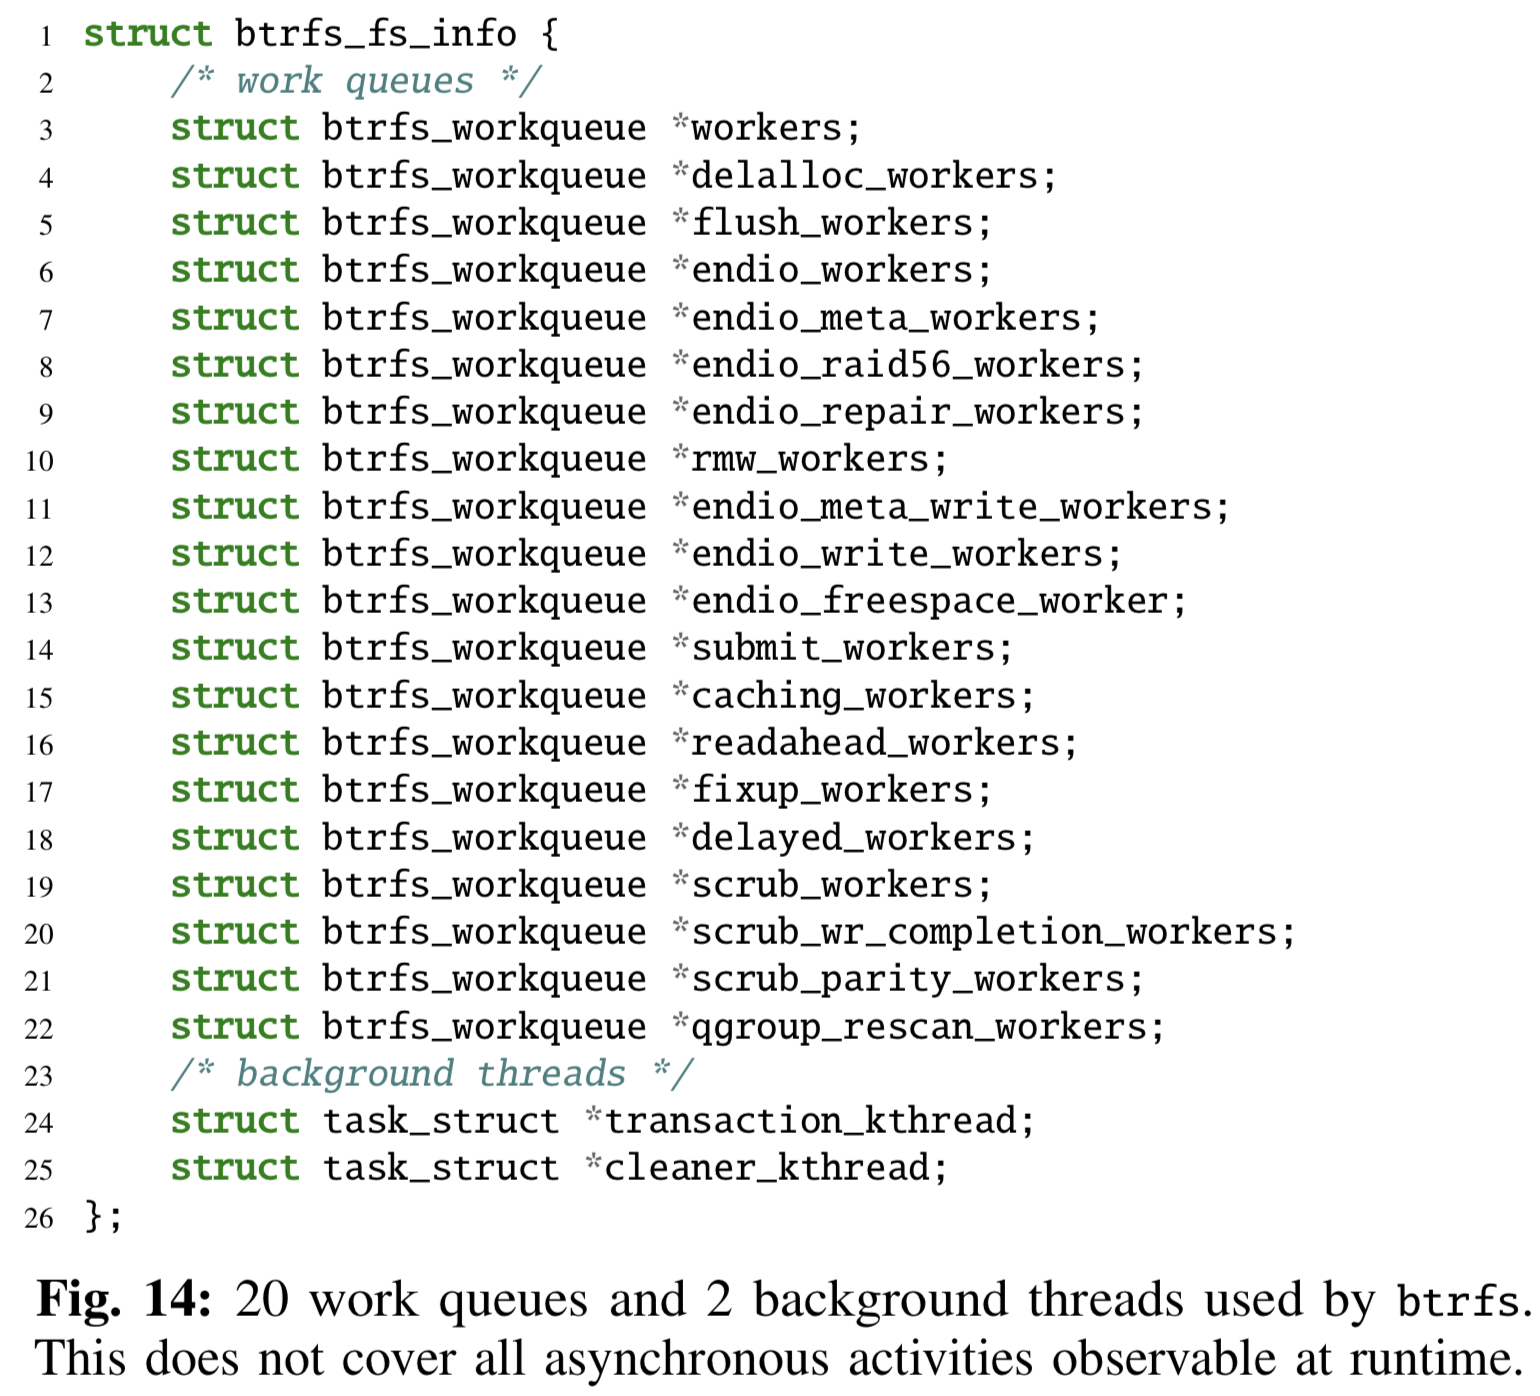 1 struct btrfs_fs_info {
2     /* work queues */
3     struct btrfs_workqueue *workers;
4     struct btrfs_workqueue *delalloc_workers;
5     struct btrfs_workqueue *flush_workers;
6     struct btrfs_workqueue *endio_workers;
7     struct btrfs_workqueue *endio_meta_workers;
8     struct btrfs_workqueue *endio_raid56_workers;
9     struct btrfs_workqueue *endio_repair_workers;
10     struct btrfs_workqueue *rmw_workers;
11     struct btrfs_workqueue *endio_meta_write_workers;
12     struct btrfs_workqueue *endio_write_workers;
13     struct btrfs_workqueue *endio_freespace_worker;
14     struct btrfs_workqueue *submit_workers;
15     struct btrfs_workqueue *caching_workers;
16     struct btrfs_workqueue *readahead_workers;
17     struct btrfs_workqueue *fixup_workers;
18     struct btrfs_workqueue *delayed_workers;
19     struct btrfs_workqueue *scrub_workers;
20     struct btrfs_workqueue *scrub_wr_completion_workers;
21     struct btrfs_workqueue *scrub_parity_workers;
22     struct btrfs_workqueue *qgroup_rescan_workers;
23     /* background threads */
24     struct task_struct *transaction_kthread;
25     struct task_struct *cleaner_kthread;
26 };
Fig. 14: 20 work queues and 2 background threads used by btrfs.
This does not cover all asynchronous activities observable at runtime.